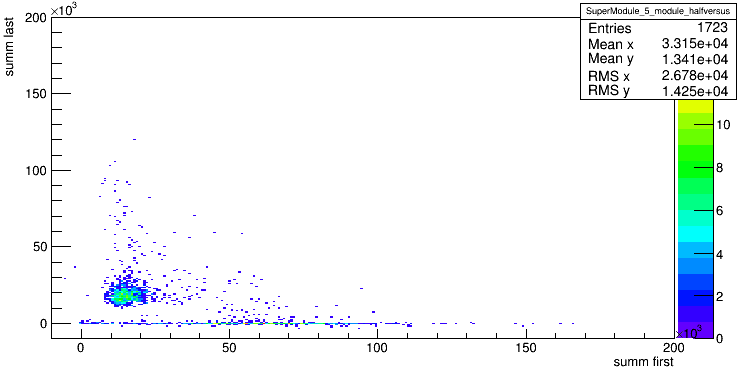 ×10³
200
150
100
50
0
summ last
SuperModule_5_module_halfversus
Entries 1723
Mean x 3.315e+04
Mean y 1.341e+04
RMS x 2.678e+04
RMS y 1.425e+04
10
8
6
4
2
0
0 50 100 150 200
×10³
summ first